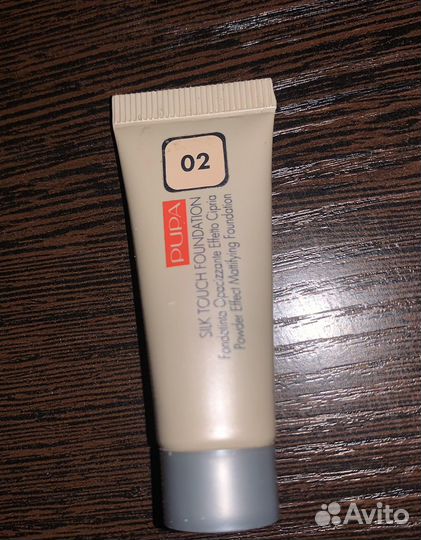 02
PUPA
SILK TOUCH FOUNDATION
Fondotinta Opacizzante Effetto Cipria
Powder Effect Mattifying Foundation
Avito